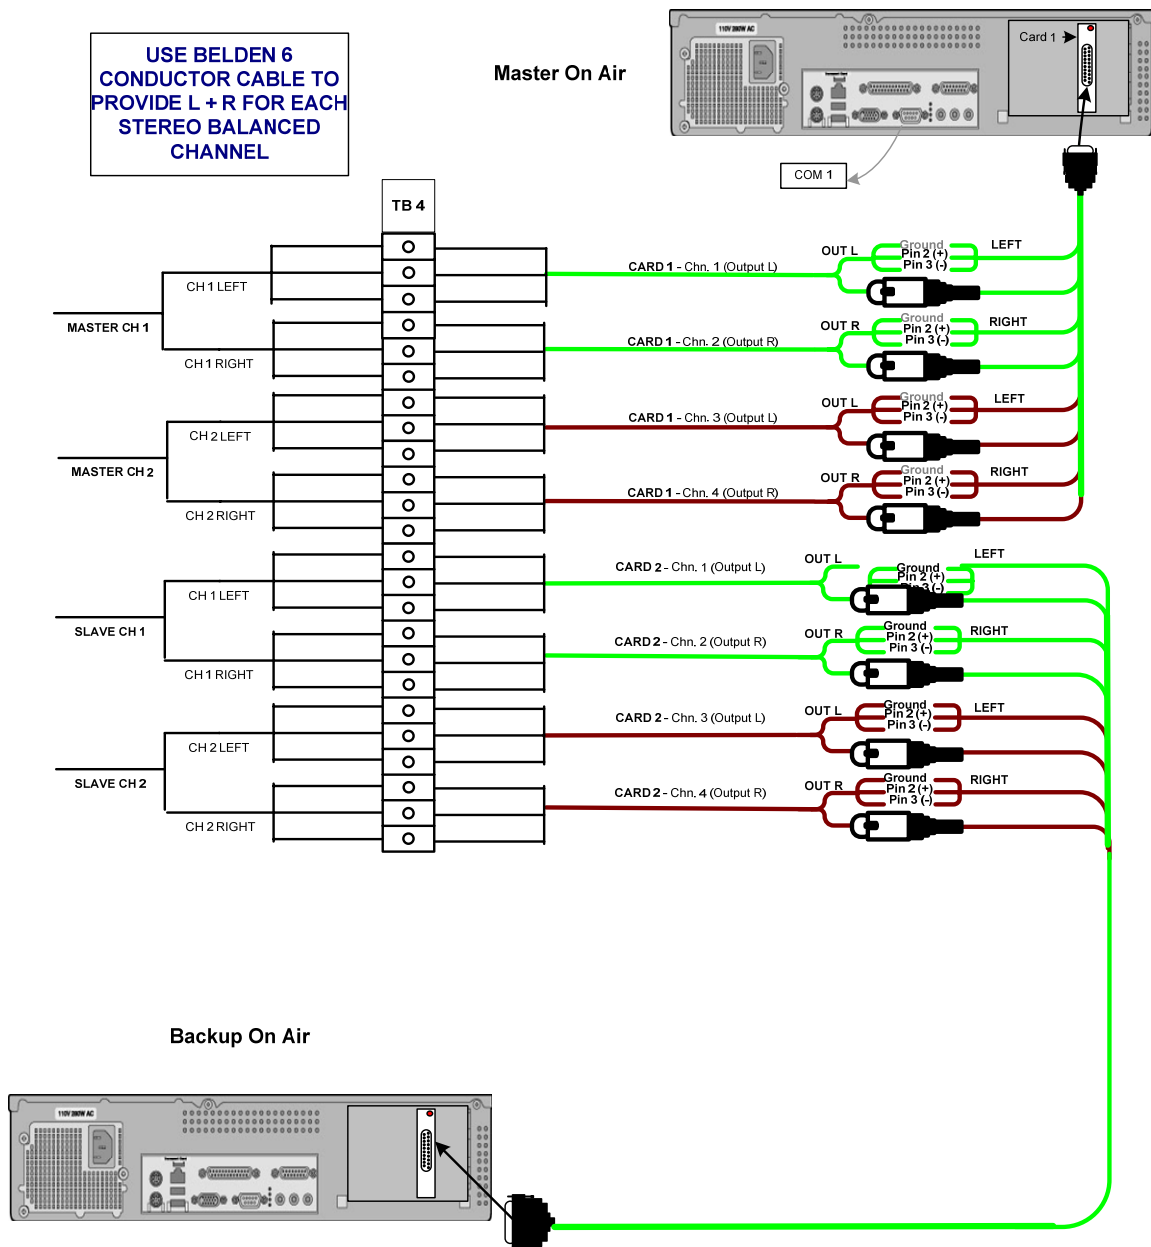 110V 280W AC
Card 1
USE BELDEN 6
CONDUCTOR CABLE TO
PROVIDE L + R FOR EACH
STEREO BALANCED
CHANNEL
Master On Air
COM 1
TB 4
OUT L
Ground
Pin 2 (+)
Pin 3 (-)
LEFT
CH 1 LEFT
CARD 1 - Chn. 1 (Output L)
MASTER CH 1
OUT R
Ground
Pin 2 (+)
Pin 3 (-)
RIGHT
CH 1 RIGHT
CARD 1 - Chn. 2 (Output R)
OUT L
Ground
Pin 2 (+)
Pin 3 (-)
LEFT
CH 2 LEFT
CARD 1 - Chn. 3 (Output L)
MASTER CH 2
OUT R
Ground
Pin 2 (+)
Pin 3 (-)
RIGHT
CH 2 RIGHT
CARD 1 - Chn. 4 (Output R)
OUT L
Ground
Pin 2 (+)
Pin 3 (-)
LEFT
CH 1 LEFT
CARD 2 - Chn. 1 (Output L)
SLAVE CH 1
OUT R
Ground
Pin 2 (+)
Pin 3 (-)
RIGHT
CH 1 RIGHT
CARD 2 - Chn. 2 (Output R)
OUT L
Ground
Pin 2 (+)
Pin 3 (-)
LEFT
CH 2 LEFT
CARD 2 - Chn. 3 (Output L)
SLAVE CH 2
OUT R
Ground
Pin 2 (+)
Pin 3 (-)
RIGHT
CH 2 RIGHT
CARD 2 - Chn. 4 (Output R)
Backup On Air
110V 280W AC